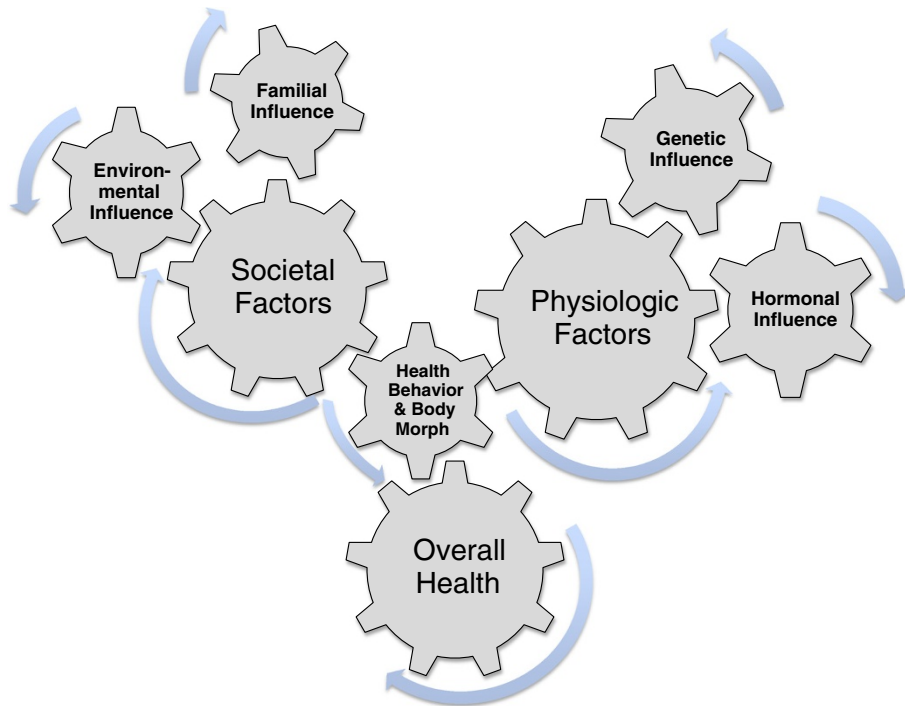 Familial
Influence
Environ-
mental
Influence
Societal
Factors
Genetic
Influence
Physiologic
Factors
Hormonal
Influence
Health
Behavior
& Body
Morph
Overall
Health